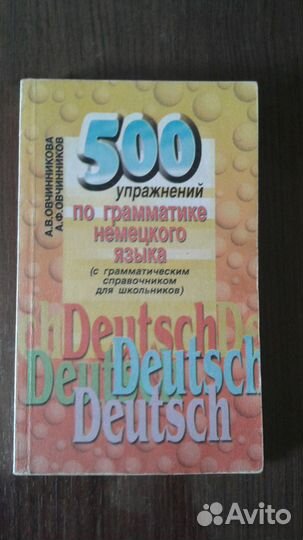 А.В.ОВЧИННИКОВА
А.Ф.ОВЧИННИКОВ
500
упражнений
по грамматике
немецкого
языка
(с грамматическим
справочником
для школьников)
Deutsch
Deutsch
Deutsch
Deutsch
Avito